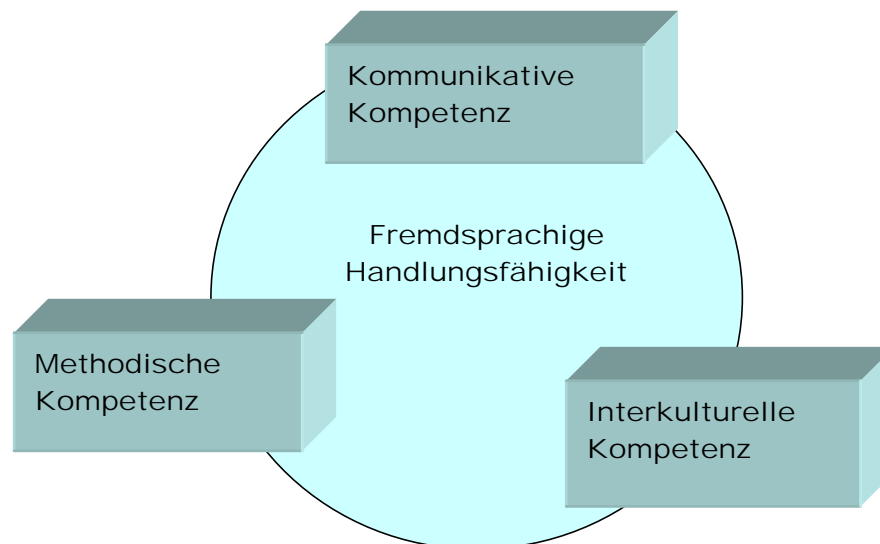 Kommunikative
Kompetenz
Fremdsprachige
Handlungsfähigkeit
Methodische
Kompetenz
Interkulturelle
Kompetenz